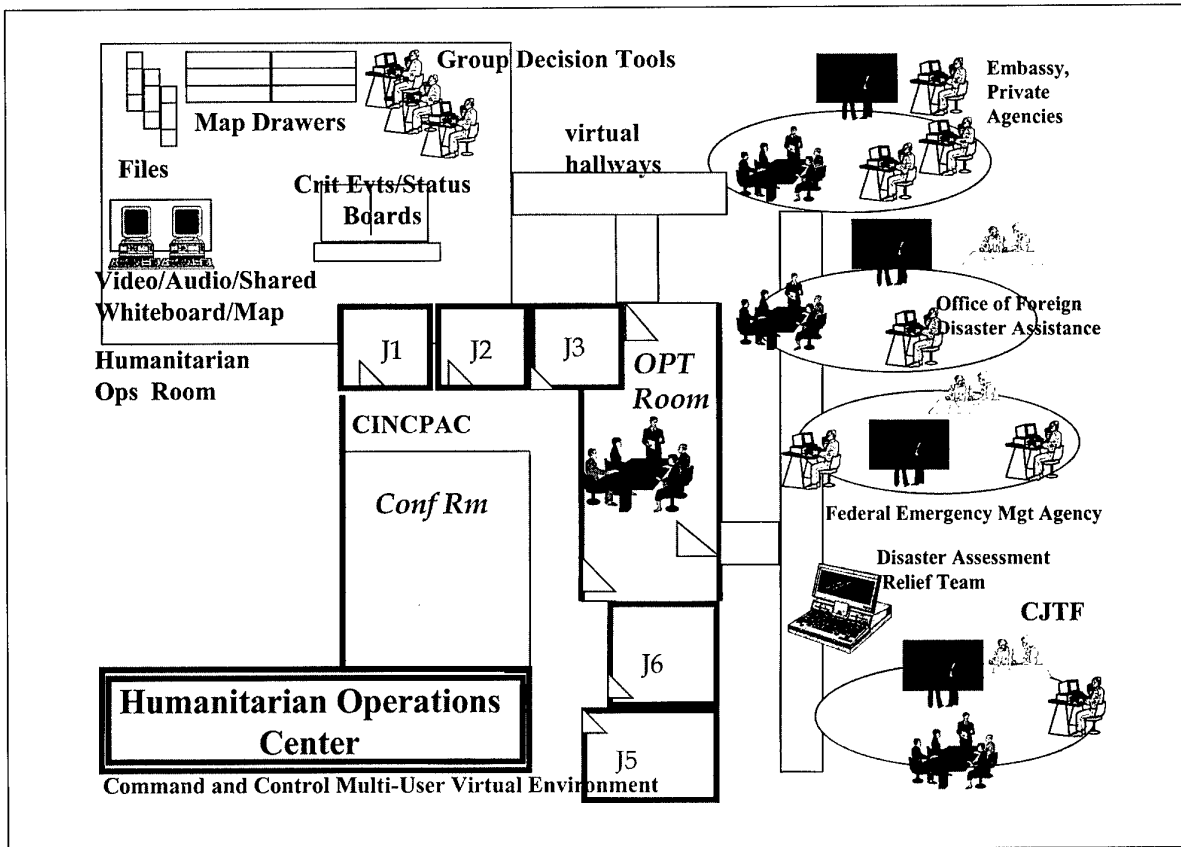 Group Decision Tools
Map Drawers
Files
Crit Evts/Status
Boards
Video/Audio/Shared
Whiteboard/Map
Humanitarian
Ops Room
virtual
hallways
Embassy,
Private
Agencies
Office of Foreign
Disaster Assistance
J1
J2
J3
OPT
Room
CINCPAC
Conf Rm
Federal Emergency Mgt Agency
Disaster Assessment
Relief Team
CJTF
J6
J5
Humanitarian Operations
Center
Command and Control Multi-User Virtual Environment